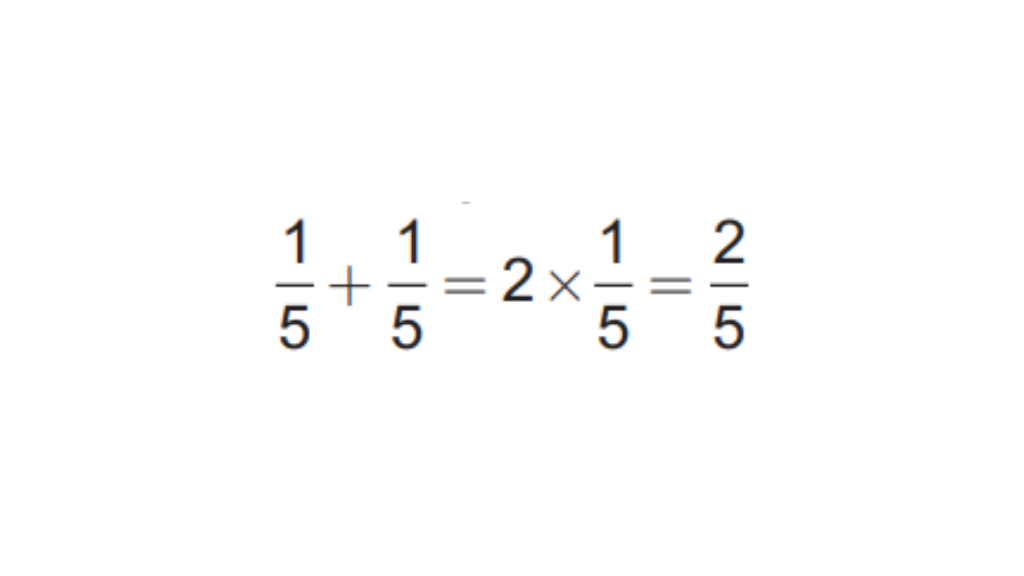 1/5 + 1/5 = 2 × 1/5 = 2/5